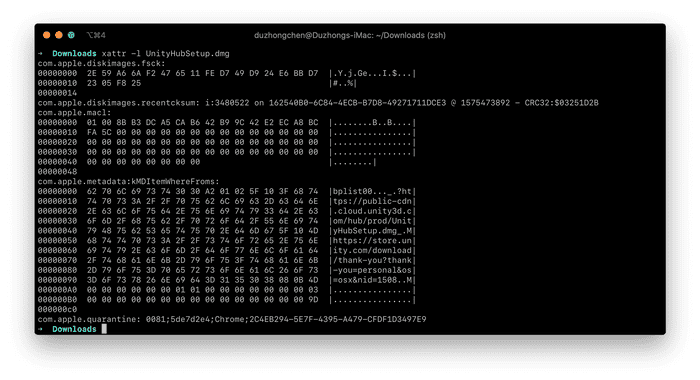 ⌥⌘4
duzhongchen@Duzhongs-iMac: ~/Downloads (zsh)
➜  Downloads xattr -l UnityHubSetup.dmg
com.apple.diskimages.fsck:
00000000  2E 59 A6 6A F2 47 65 11 FE D7 49 D9 24 E6 BB D7  |.Y.j.Ge...I.$...|
00000010  23 05 F8 25                                      |#..%|
00000014
com.apple.diskimages.recentcksum: i:3480522 on 162540B0-6C84-4ECB-B7D8-49271711DCE3 @ 1575473892 - CRC32:$03251D2B
com.apple.macl:
00000000  01 00 8B B3 DC A5 CA B6 42 B9 9C 42 E2 EC A8 BC  |........B..B....|
00000010  FA 5C 00 00 00 00 00 00 00 00 00 00 00 00 00 00  |................|
00000020  00 00 00 00 00 00 00 00 00 00 00 00 00 00 00 00  |................|
00000030  00 00 00 00 00 00 00 00 00 00 00 00 00 00 00 00  |................|
00000040  00 00 00 00 00 00 00 00                          |........|
00000048
com.apple.metadata:kMDItemWhereFroms:
00000000  62 70 6C 69 73 74 30 30 A2 01 02 5F 10 3F 68 74  |bplist00..._.?ht|
00000010  74 70 73 3A 2F 2F 70 75 62 6C 69 63 2D 63 64 6E  |tps://public-cdn|
00000020  2E 63 6C 6F 75 64 2E 75 6E 69 74 79 33 64 2E 63  |.cloud.unity3d.c|
00000030  6F 6D 2F 68 75 62 2F 70 72 6F 64 2F 55 6E 69 74  |om/hub/prod/Unit|
00000040  79 48 75 62 53 65 74 75 70 2E 64 6D 67 5F 10 4D  |yHubSetup.dmg_.M|
00000050  68 74 74 70 73 3A 2F 2F 73 74 6F 72 65 2E 75 6E  |https://store.un|
00000060  69 74 79 2E 63 6F 6D 2F 64 6F 77 6E 6C 6F 61 64  |ity.com/download|
00000070  2F 74 68 61 6E 6B 2D 79 6F 75 3F 74 68 61 6E 6B  |/thank-you?thank|
00000080  2D 79 6F 75 3D 70 65 72 73 6F 6E 61 6C 26 6F 73  |-you=personal&os|
00000090  3D 6F 73 78 26 6E 69 64 3D 31 35 30 38 08 0B 4D  |=osx&nid=1508..M|
000000A0  00 00 00 00 00 00 01 01 00 00 00 00 00 00 00 03  |................|
000000B0  00 00 00 00 00 00 00 00 00 00 00 00 00 00 00 9D  |................|
000000c0
com.apple.quarantine: 0081;5de7d2e4;Chrome;2C4EB294-5E7F-4395-A479-CFDF1D3497E9
➜  Downloads